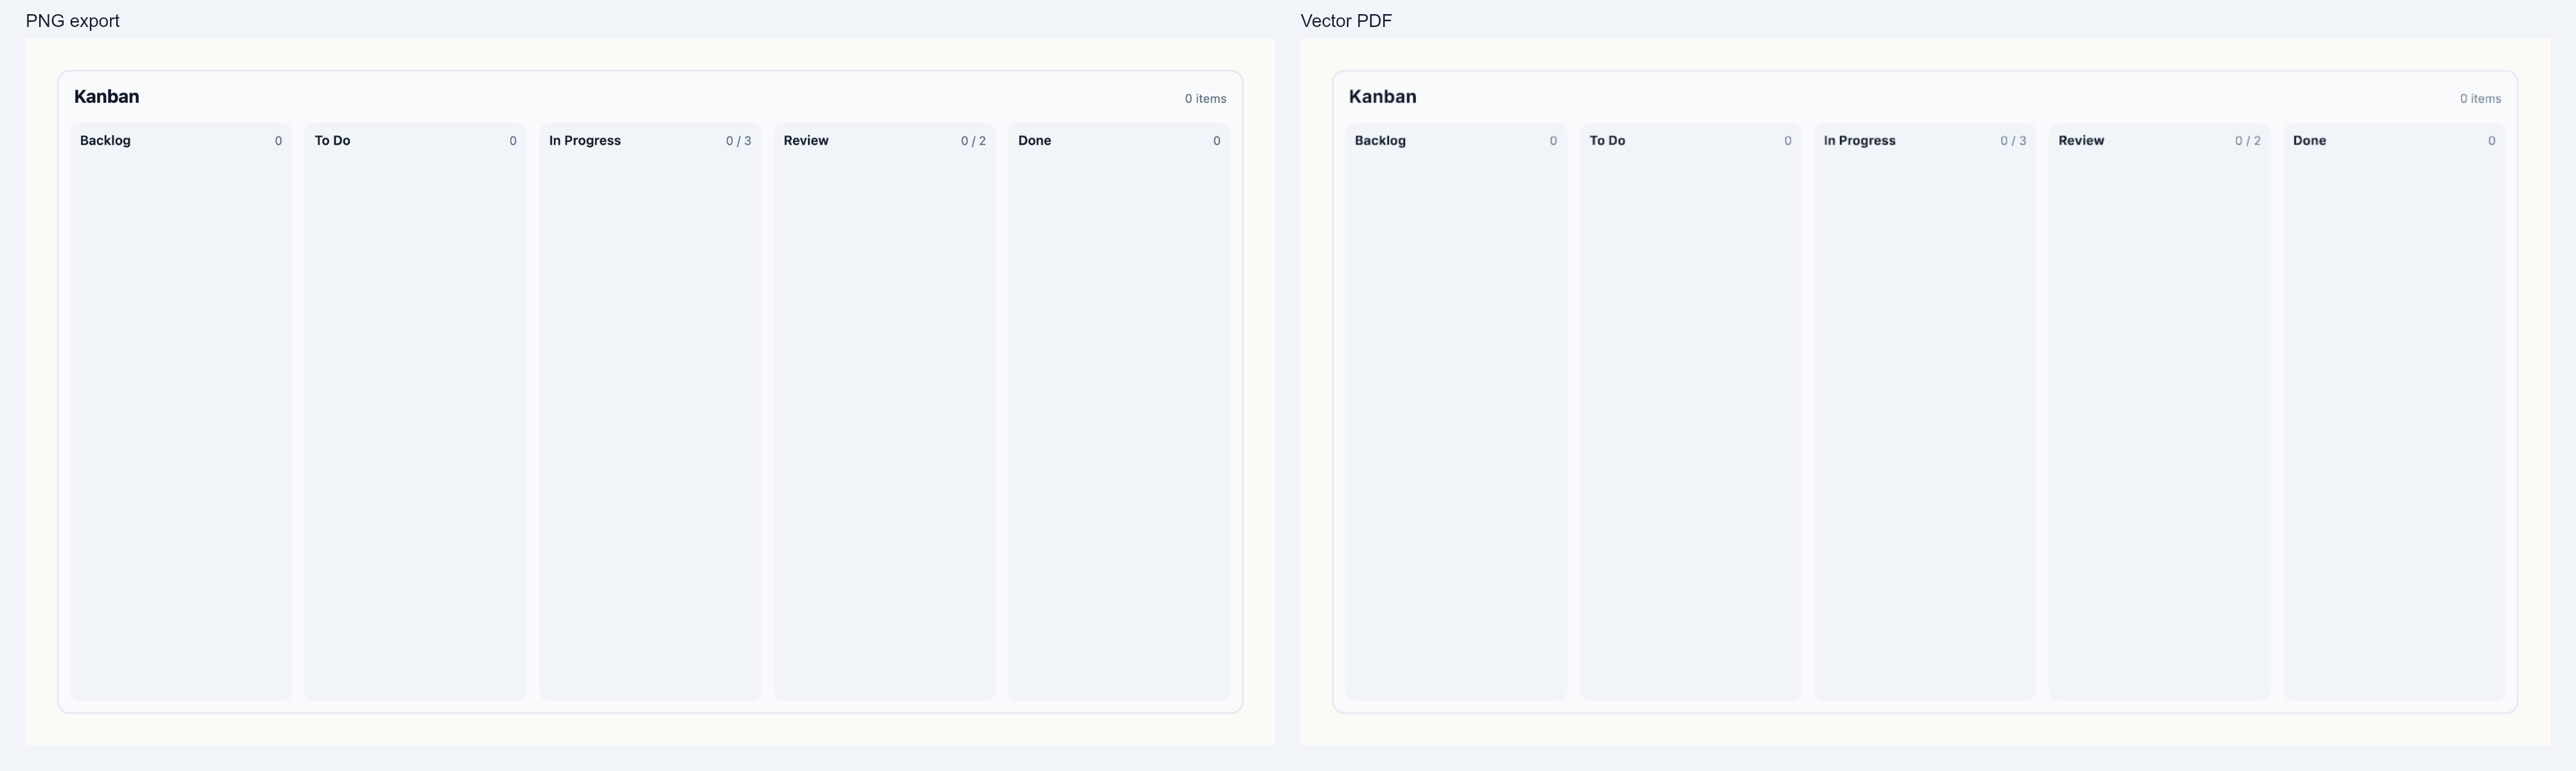 PNG export
Kanban
0 items
Backlog 0
To Do 0
In Progress 0 / 3
Review 0 / 2
Done 0
Vector PDF
Kanban
0 items
Backlog 0
To Do 0
In Progress 0 / 3
Review 0 / 2
Done 0